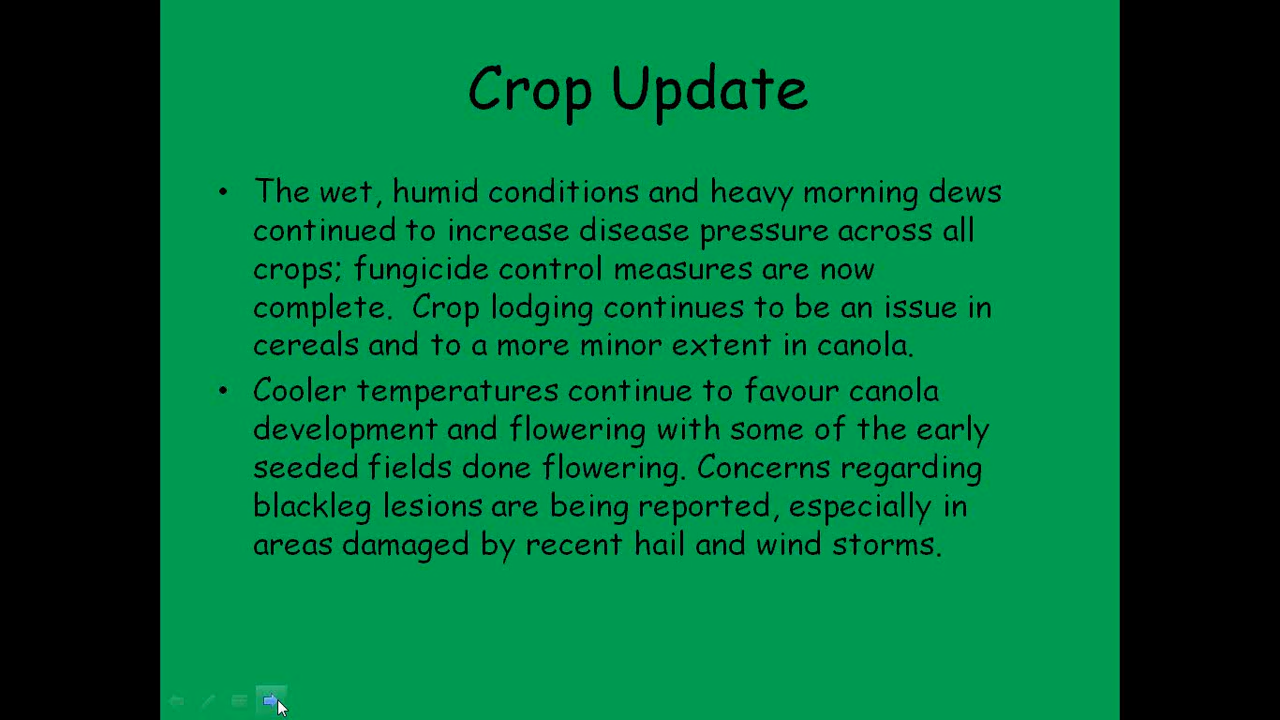 Crop Update
• The wet, humid conditions and heavy morning dews
continued to increase disease pressure across all
crops; fungicide control measures are now
complete.  Crop lodging continues to be an issue in
cereals and to a more minor extent in canola.
• Cooler temperatures continue to favour canola
development and flowering with some of the early
seeded fields done flowering. Concerns regarding
blackleg lesions are being reported, especially in
areas damaged by recent hail and wind storms.